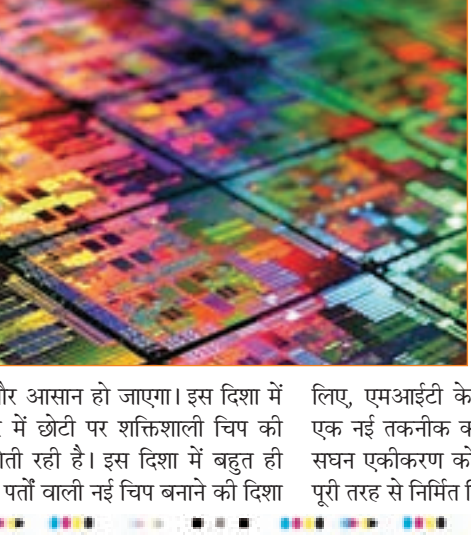 और आसान हो जाएगा। इस दिशा में
में छोटी पर शक्तिशाली चिप की
रही है। इस दिशा में बहुत ही
पर्तों वाली नई चिप बनाने की दिशा
लिए, एमआईटी के
एक नई तकनीक
सघन एकीकरण को
पूरी तरह से निर्मित